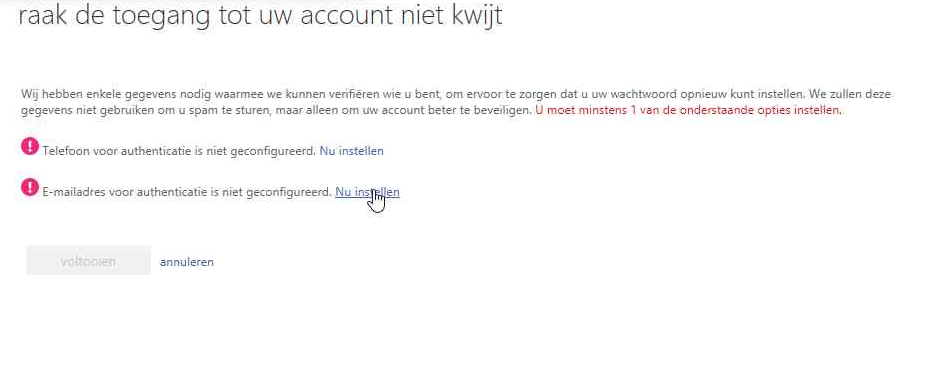 raak de toegang tot uw account niet kwijt
Wij hebben enkele gegevens nodig waarmee we kunnen verifiëren wie u bent, om ervoor te zorgen dat u uw wachtwoord opnieuw kunt instellen. We zullen deze
gegevens niet gebruiken om u spam te sturen, maar alleen om uw account beter te beveiligen. U moet minstens 1 van de onderstaande opties instellen.
! Telefoon voor authenticatie is niet geconfigureerd. Nu instellen
! E-mailadres voor authenticatie is niet geconfigureerd. Nu instellen
voltooien annuleren